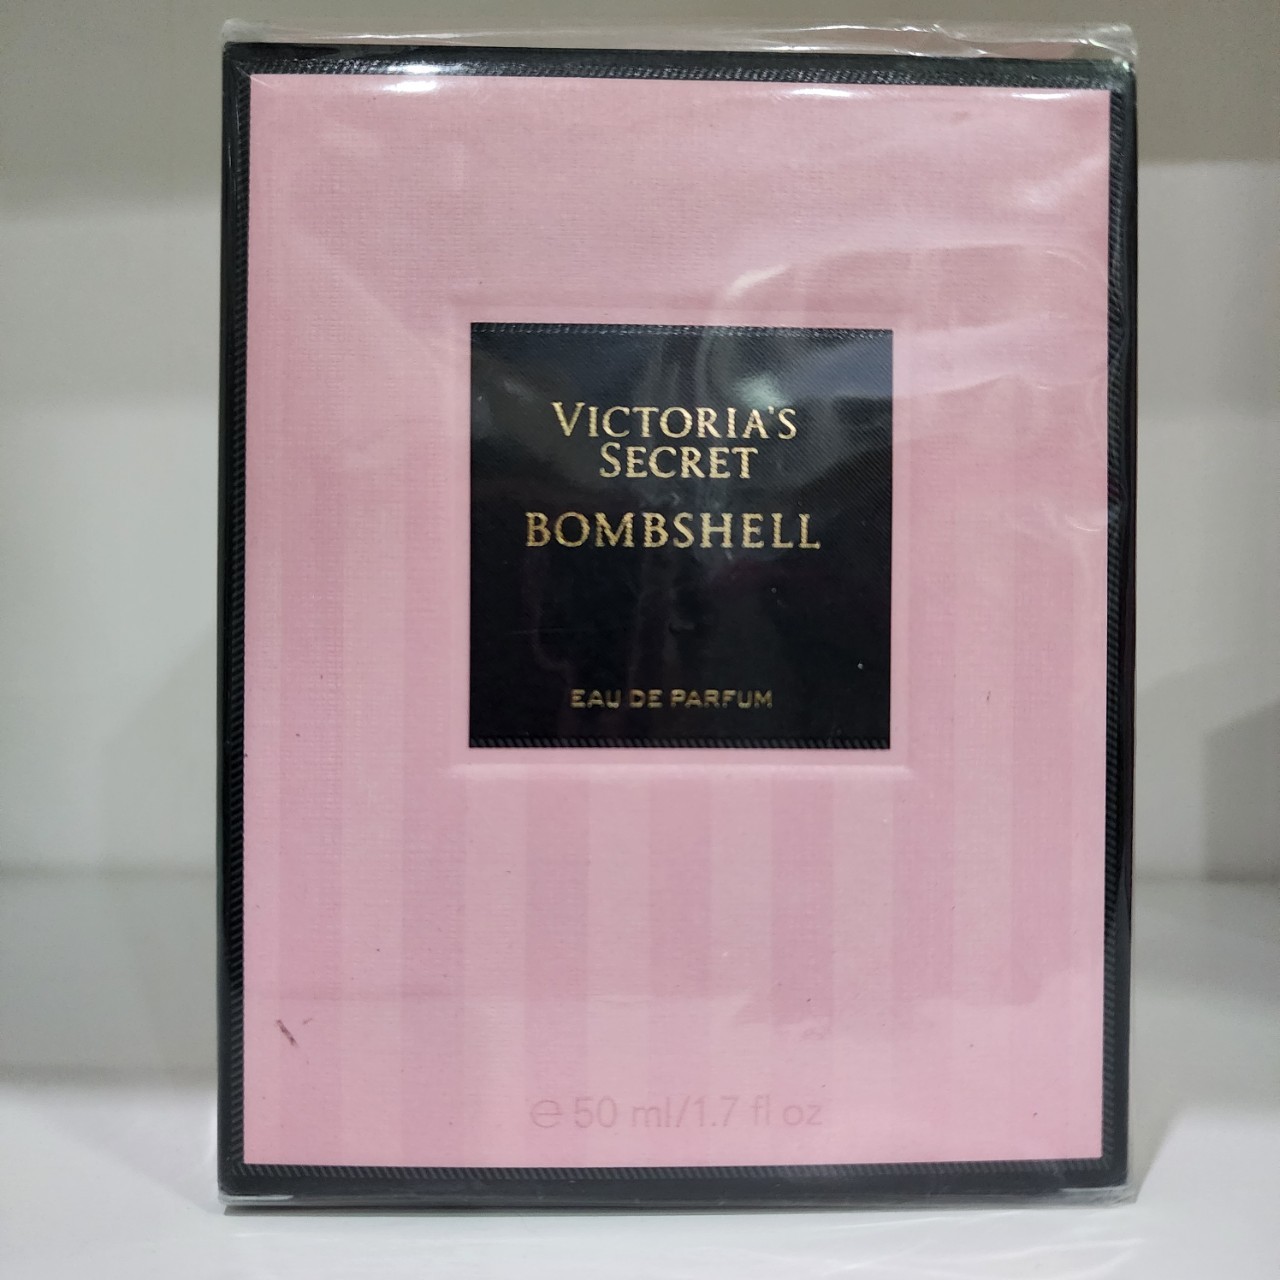 VICTORIA'S
SECRET
BOMBSHELL
EAU DE PARFUM
℮ 50 ml/1.7 fl oz